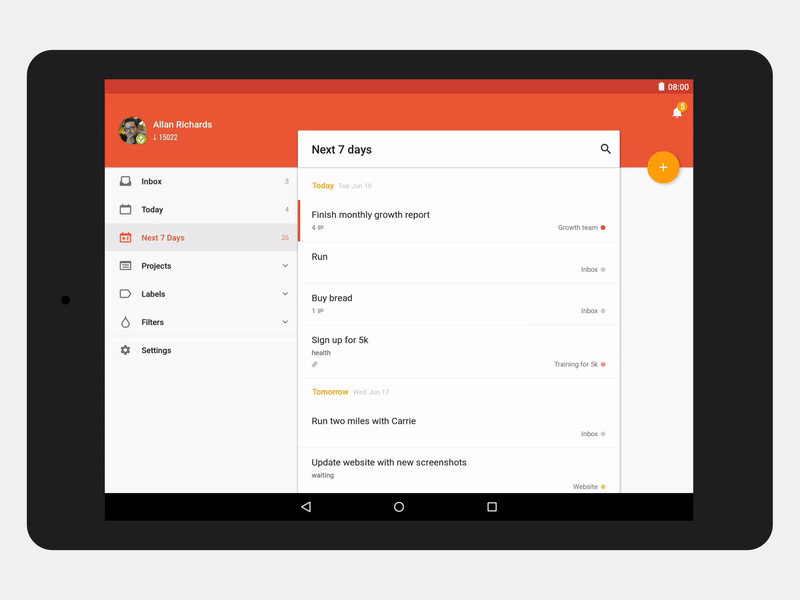 08:00
5
Allan Richards
↓ 15022
Inbox 3
Today 4
Next 7 Days 26
Projects
Labels
Filters
Settings
Next 7 days
Today Tue Jun 16
Finish monthly growth report
4
Growth team
Run
Inbox
Buy bread
1
Inbox
Sign up for 5k
health
Training for 5k
Tomorrow Wed Jun 17
Run two miles with Carrie
Inbox
Update website with new screenshots
waiting
Website